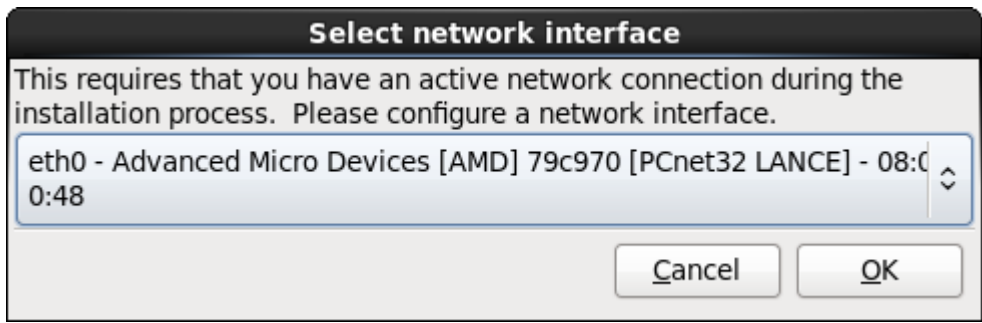 Select network interface
This requires that you have an active network connection during the
installation process.  Please configure a network interface.
eth0 - Advanced Micro Devices [AMD] 79c970 [PCnet32 LANCE] - 08:0
0:48
Cancel
OK